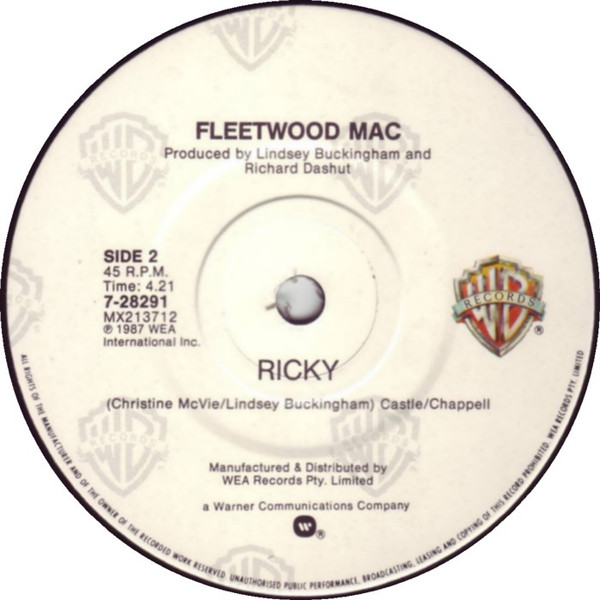 FLEETWOOD MAC
Produced by Lindsey Buckingham and
Richard Dashut
SIDE 2
45 R.P.M.
Time: 4.21
7-28291
MX213712
℗ 1987 WEA
International Inc.
WB
RECORDS
®
RICKY
(Christine McVie/Lindsey Buckingham) Castle/Chappell
Manufactured & Distributed by
WEA Records Pty. Limited
a Warner Communications Company
W®
ALL RIGHTS OF THE MANUFACTURER AND OF THE OWNER OF THE RECORDED WORK RESERVED. UNAUTHORISED PUBLIC PERFORMANCE, BROADCASTING, LEASING AND COPYING OF THIS RECORD PROHIBITED. WEA RECORDS PTY. LIMITED